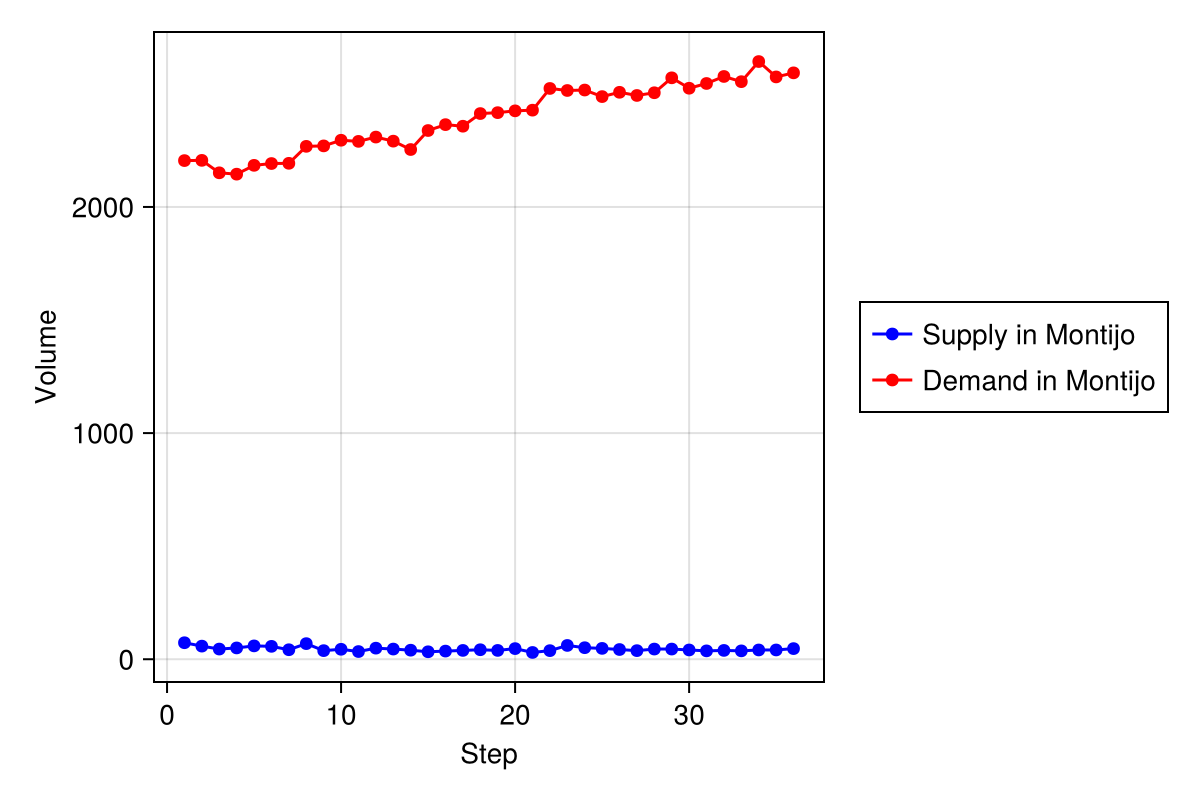 2000
1000
0
Volume
0 10 20 30
Step
Supply in Montijo
Demand in Montijo